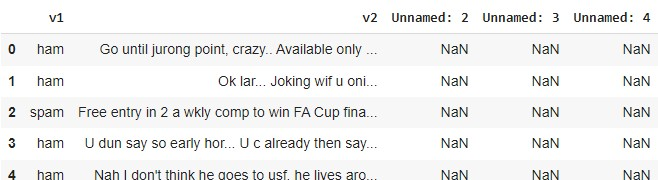 v1 v2 Unnamed: 2 Unnamed: 3 Unnamed: 4
0 ham Go until jurong point, crazy.. Available only ... NaN NaN NaN
1 ham Ok lar... Joking wif u oni... NaN NaN NaN
2 spam Free entry in 2 a wkly comp to win FA Cup fina... NaN NaN NaN
3 ham U dun say so early hor... U c already then say... NaN NaN NaN
4 ham Nah I don't think he goes to usf, he lives aro... NaN NaN NaN